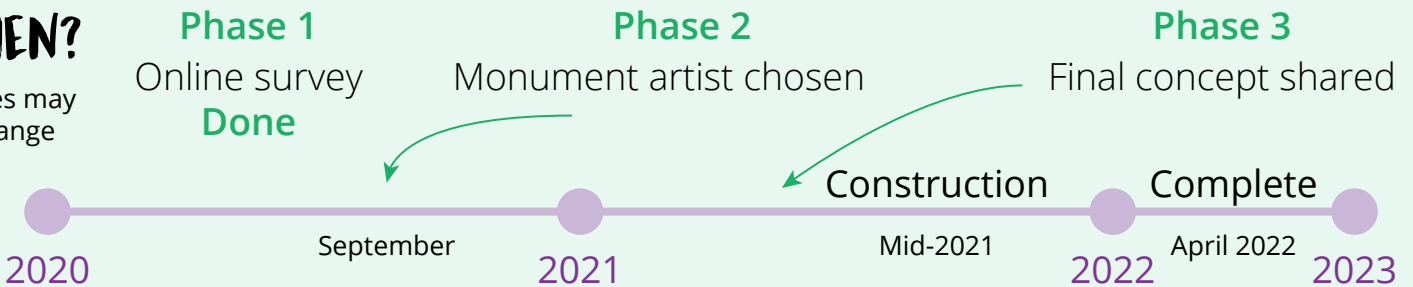 EN?
es may
ange
Phase 1
Online survey
Done
Phase 2
Monument artist chosen
Phase 3
Final concept shared
Construction
Complete
September
Mid-2021
April 2022
2020
2021
2022
2023